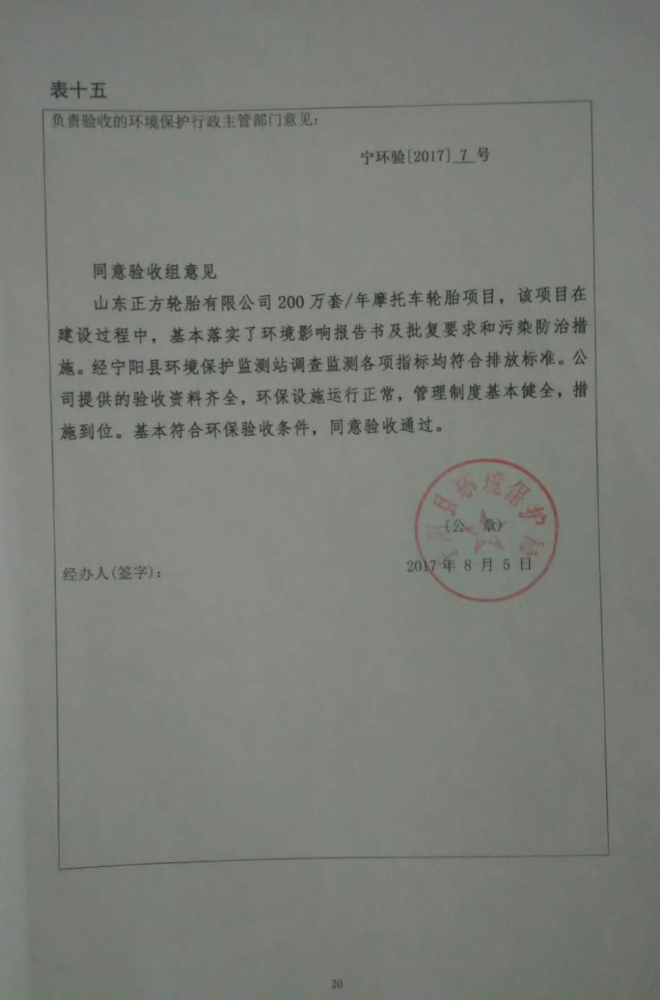 表十五
负责验收的环境保护行政主管部门意见：
宁环验[2017] 7 号
同意验收组意见
山东正方轮胎有限公司 200 万套/年摩托车轮胎项目，该项目在
建设过程中，基本落实了环境影响报告书及批复要求和污染防治措
施。经宁阳县环境保护监测站调查监测各项指标均符合排放标准。公
司提供的验收资料齐全，环保设施运行正常，管理制度基本健全，措
施到位。基本符合环保验收条件，同意验收通过。
阳县环境保护局
（公 章）
经办人(签字)：
2017 年 8 月 5 日
20